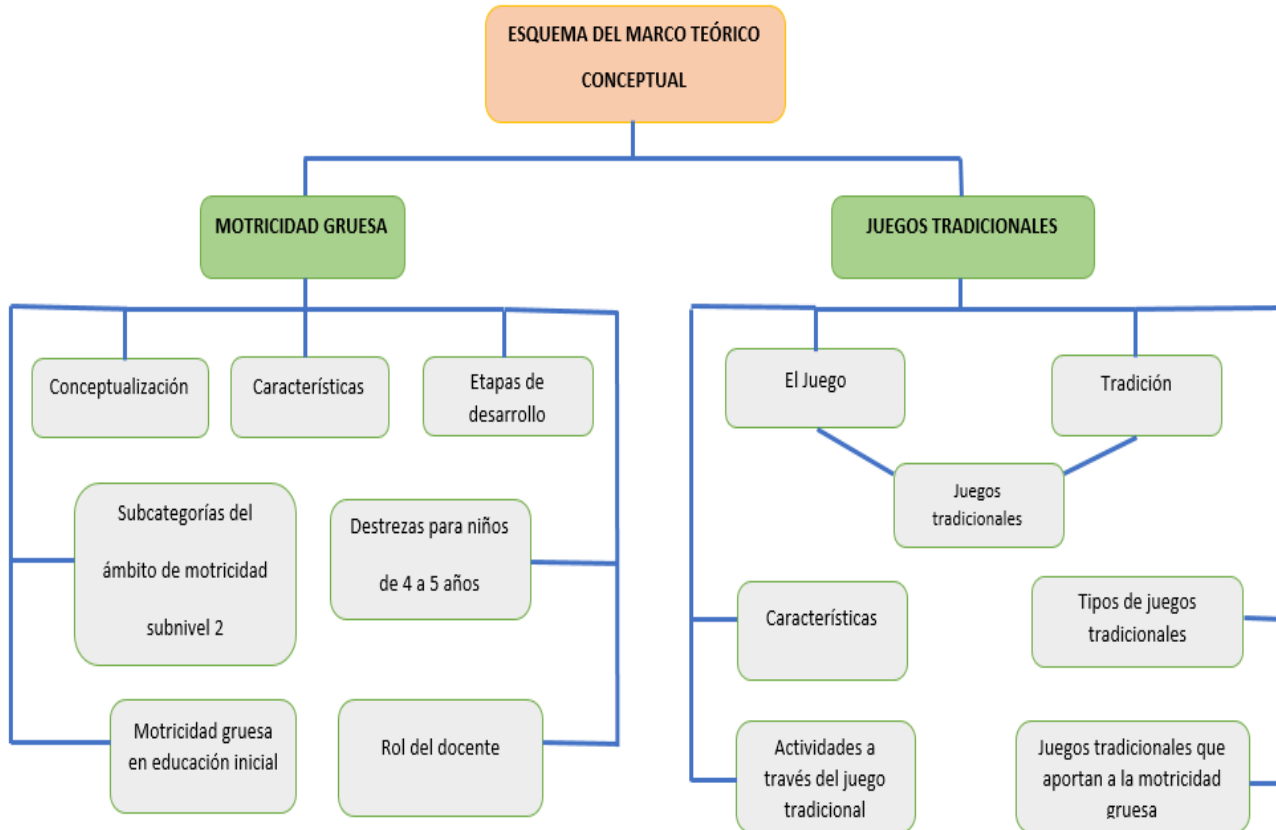 ESQUEMA DEL MARCO TEÓRICO
CONCEPTUAL
MOTRICIDAD GRUESA
JUEGOS TRADICIONALES
Conceptualización
Características
Etapas de
desarrollo
Subcategorías del
ámbito de motricidad
subnivel 2
Destrezas para niños
de 4 a 5 años
Motricidad gruesa
en educación inicial
Rol del docente
El Juego
Tradición
Juegos
tradicionales
Características
Tipos de juegos
tradicionales
Actividades a
través del juego
tradicional
Juegos tradicionales que
aportan a la motricidad
gruesa